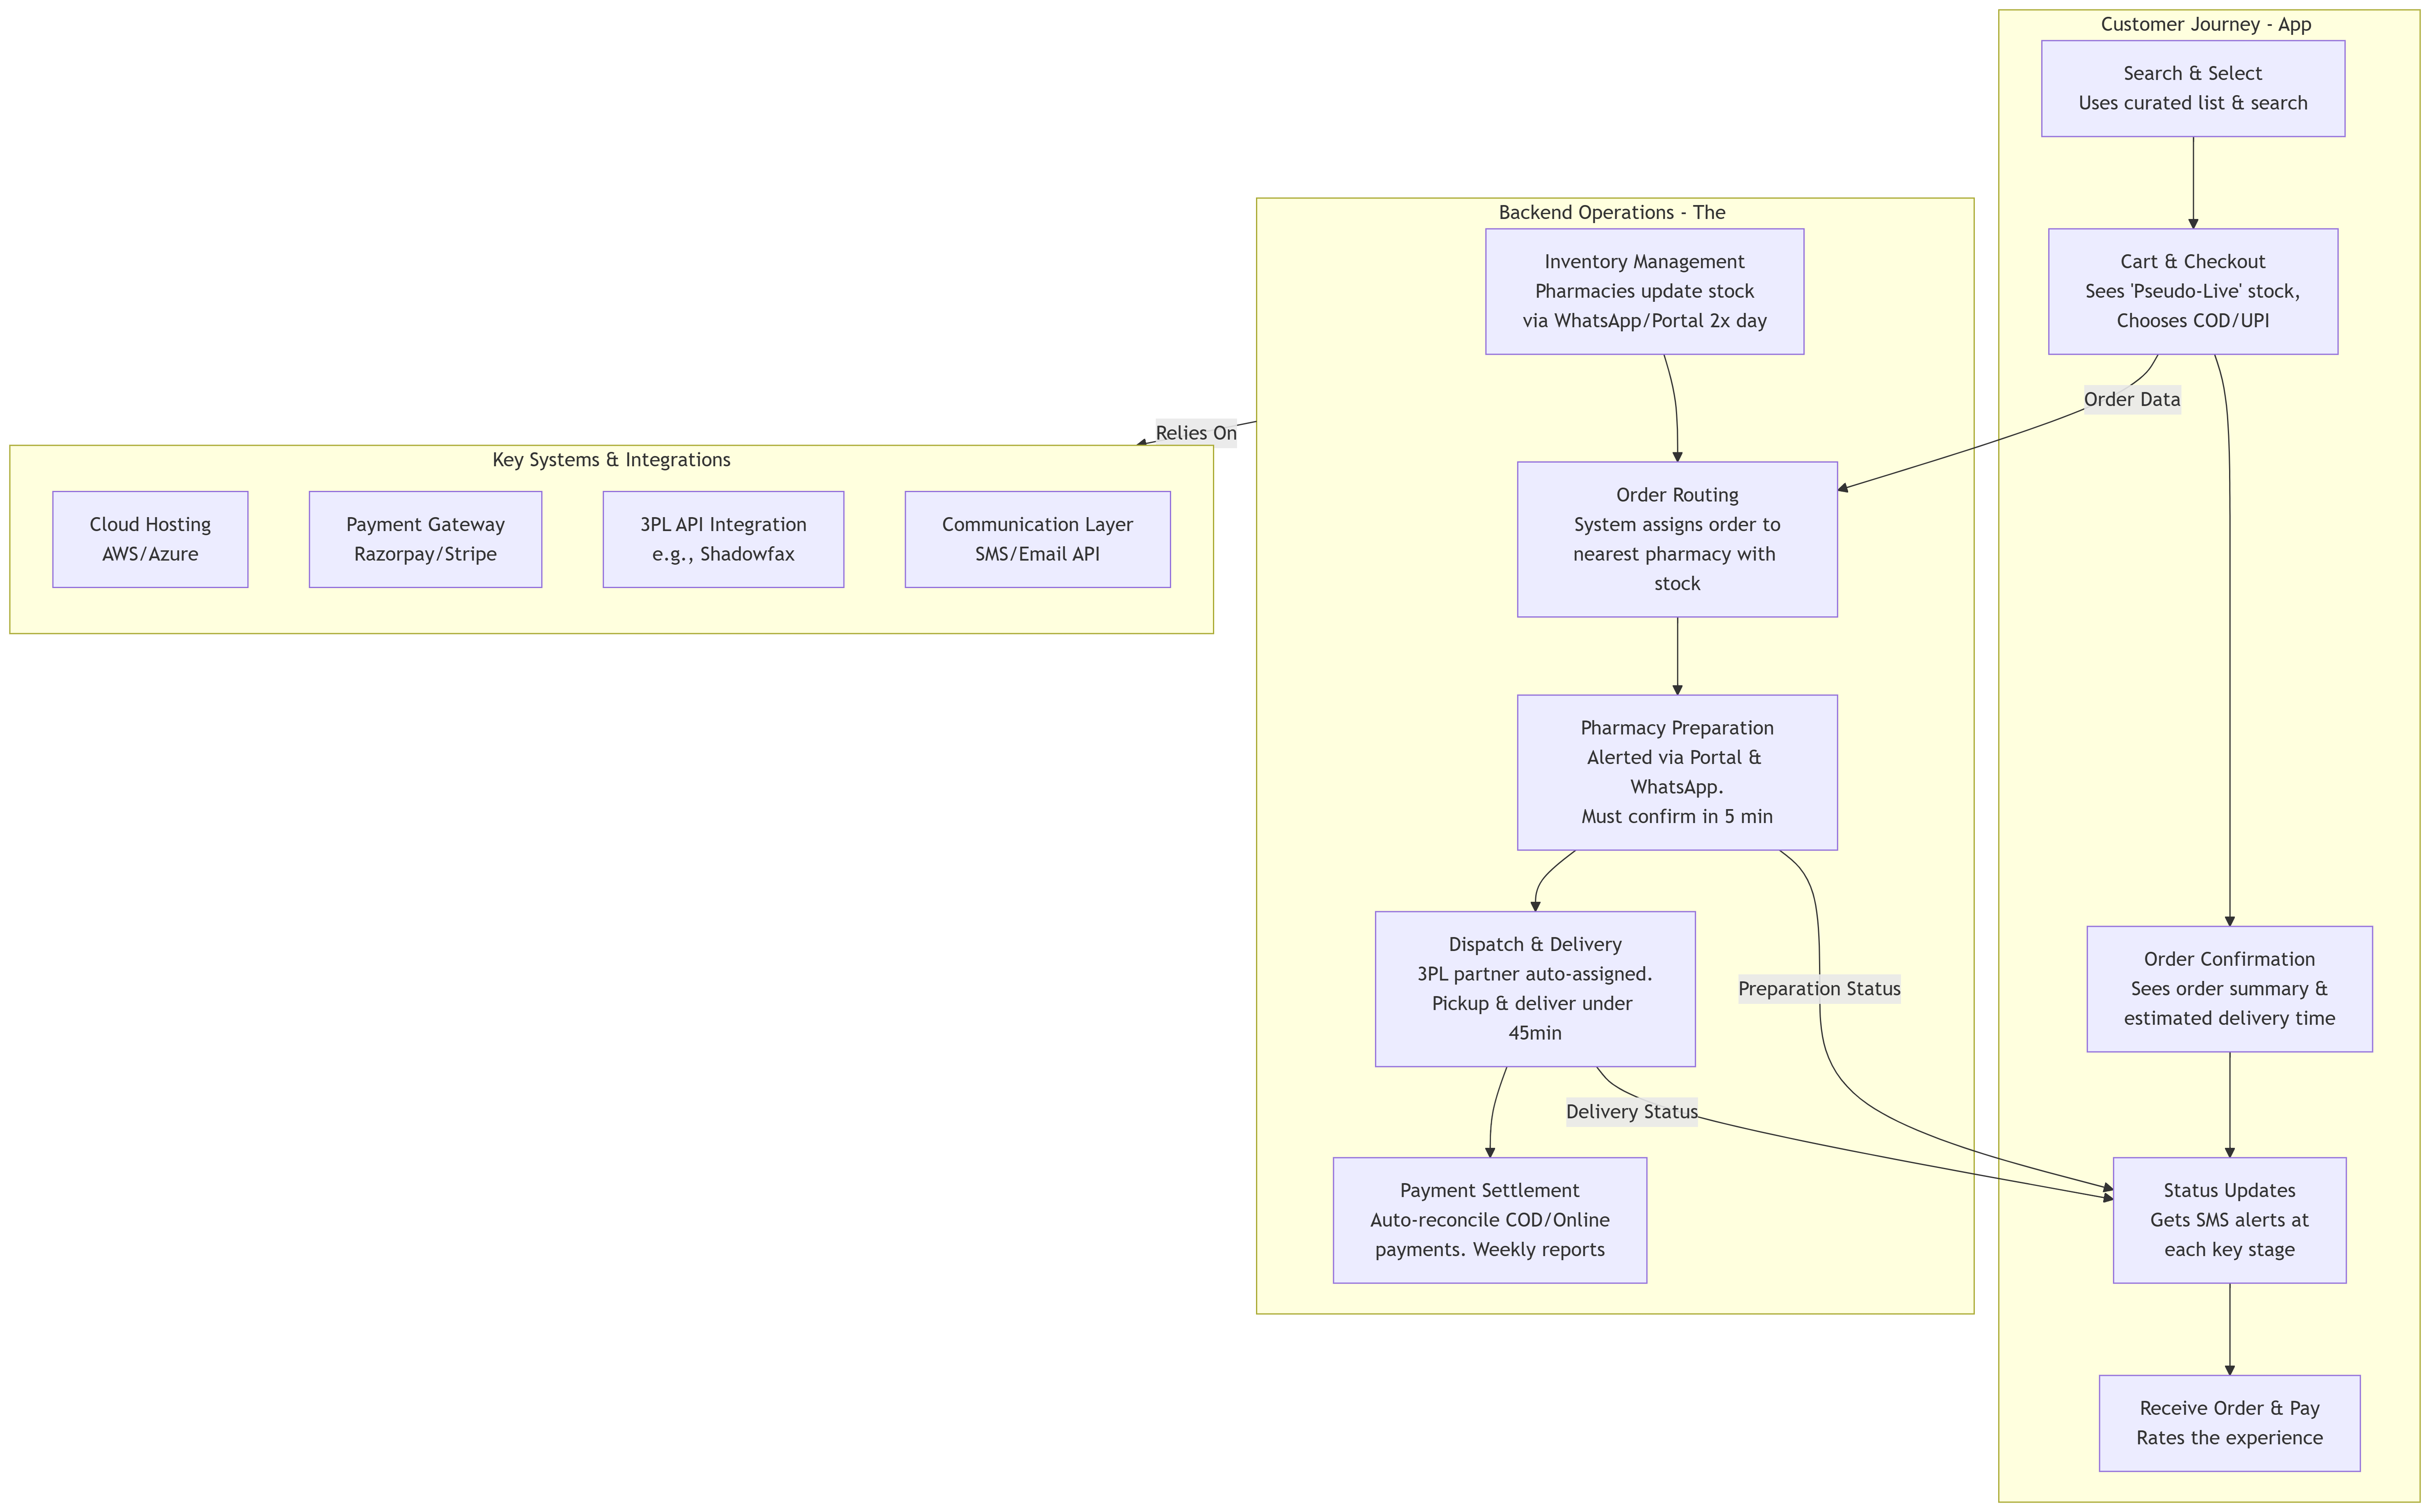 Customer Journey - App
Search & Select
Uses curated list & search
Cart & Checkout
Sees 'Pseudo-Live' stock,
Chooses COD/UPI
Order Data
Order Confirmation
Sees order summary &
estimated delivery time
Status Updates
Gets SMS alerts at
each key stage
Receive Order & Pay
Rates the experience
Backend Operations - The
Inventory Management
Pharmacies update stock
via WhatsApp/Portal 2x day
Order Routing
System assigns order to
nearest pharmacy with
stock
Pharmacy Preparation
Alerted via Portal &
WhatsApp.
Must confirm in 5 min
Preparation Status
Dispatch & Delivery
3PL partner auto-assigned.
Pickup & deliver under
45min
Delivery Status
Payment Settlement
Auto-reconcile COD/Online
payments. Weekly reports
Relies On
Key Systems & Integrations
Cloud Hosting
AWS/Azure
Payment Gateway
Razorpay/Stripe
3PL API Integration
e.g., Shadowfax
Communication Layer
SMS/Email API